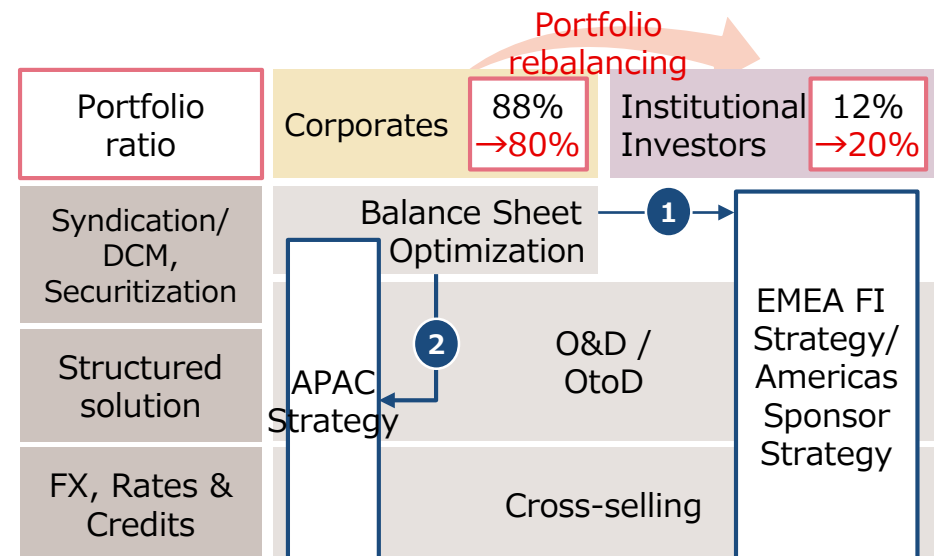 Portfolio
rebalancing
Portfolio
ratio
Corporates
88%
→80%
Institutional
Investors
12%
→20%
Syndication/
DCM,
Securitization
Balance Sheet
Optimization
1
2
Structured
solution
APAC
Strategy
O&D /
OtoD
EMEA FI
Strategy/
Americas
Sponsor
Strategy
FX, Rates &
Credits
Cross-selling